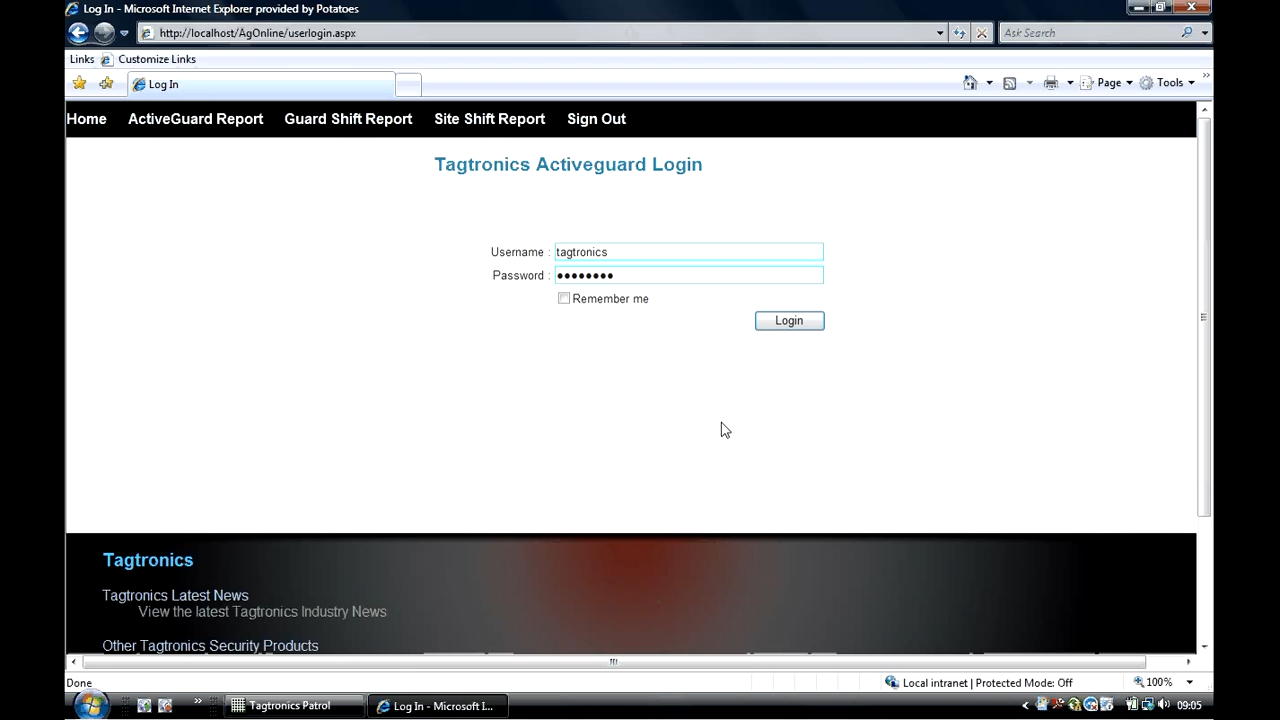 Log In - Microsoft Internet Explorer provided by Potatoes
http://localhost/AgOnline/userlogin.aspx
Ask Search
Links Customize Links
Log In
Page Tools
Home ActiveGuard Report Guard Shift Report Site Shift Report Sign Out
Tagtronics Activeguard Login
Username : tagtronics
Password : ••••••••
Remember me
Login
Tagtronics
Tagtronics Latest News
View the latest Tagtronics Industry News
Other Tagtronics Security Products
Done
Local intranet | Protected Mode: Off
100%
Tagtronics Patrol
Log In - Microsoft I...
09:05